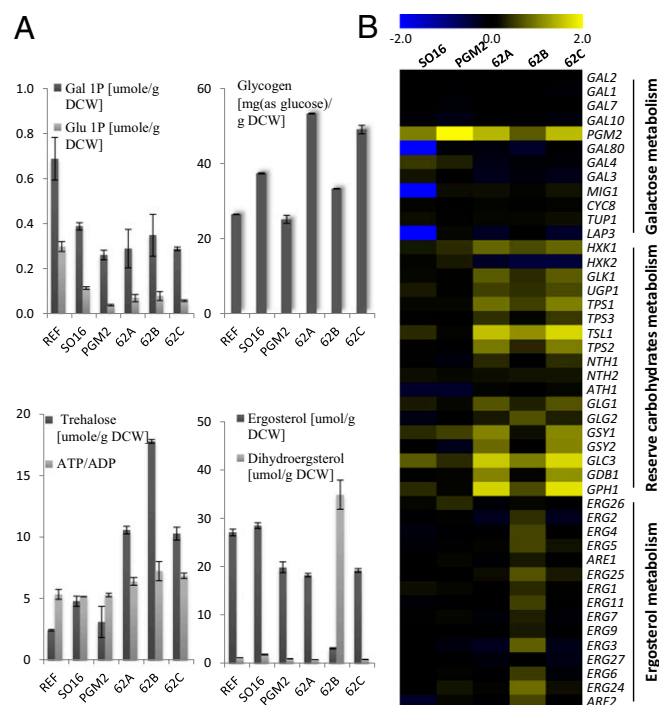 A
Gal 1P [umole/g DCW]
Glu 1P [umole/g DCW]
1.0
0.8
0.6
0.4
0.2
0.0
REF
SO16
PGM2
62A
62B
62C
Glycogen [mg(as glucose)/g DCW]
60
40
20
0
REF
SO16
PGM2
62A
62B
62C
Trehalose [umole/g DCW]
ATP/ADP
20
15
10
5
0
REF
SO16
PGM2
62A
62B
62C
Ergosterol [umol/g DCW]
Dihydroergsterol [umol/g DCW]
50
40
30
20
10
0
REF
SO16
PGM2
62A
62B
62C
B
-2.0
0.0
2.0
SO16
PGM2
62A
62B
62C
GAL2
GAL1
GAL7
GAL10
PGM2
GAL80
GAL4
GAL3
MIG1
CYC8
TUP1
LAP3
HXK1
HXK2
GLK1
UGP1
TPS1
TPS3
TSL1
TPS2
NTH1
NTH2
ATH1
GLG1
GLG2
GSY1
GSY2
GLC3
GDB1
GPH1
ERG26
ERG2
ERG4
ERG5
ARE1
ERG25
ERG1
ERG11
ERG7
ERG9
ERG3
ERG27
ERG6
ERG24
ARE2
Galactose metabolism
Reserve carbohydrates metabolism
Ergosterol metabolism